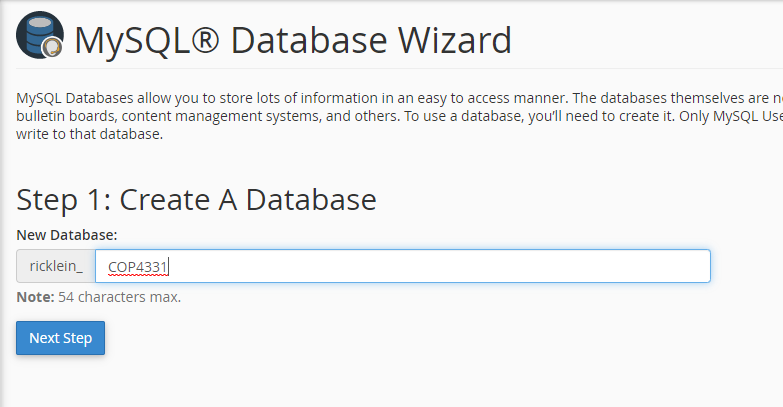 MySQL® Database Wizard
MySQL Databases allow you to store lots of information in an easy to access manner. The databases themselves are
bulletin boards, content management systems, and others. To use a database, you’ll need to create it. Only MySQL
write to that database.
Step 1: Create A Database
New Database:
ricklein_ COP4331
Note: 54 characters max.
Next Step